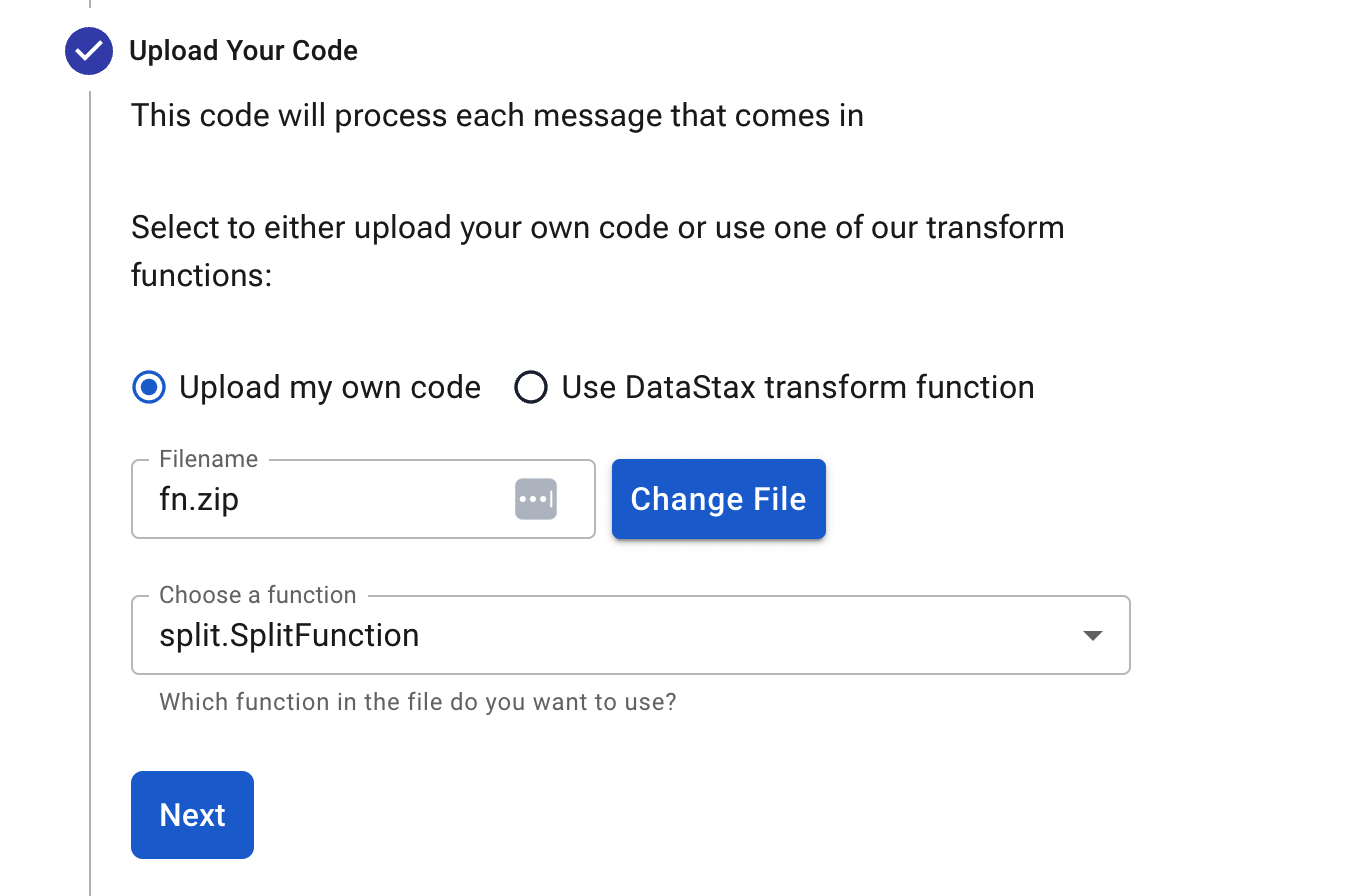 Upload Your Code
This code will process each message that comes in
Select to either upload your own code or use one of our transform
functions:
Upload my own code Use DataStax transform function
Filename
fn.zip
Change File
Choose a function
split.SplitFunction
Which function in the file do you want to use?
Next